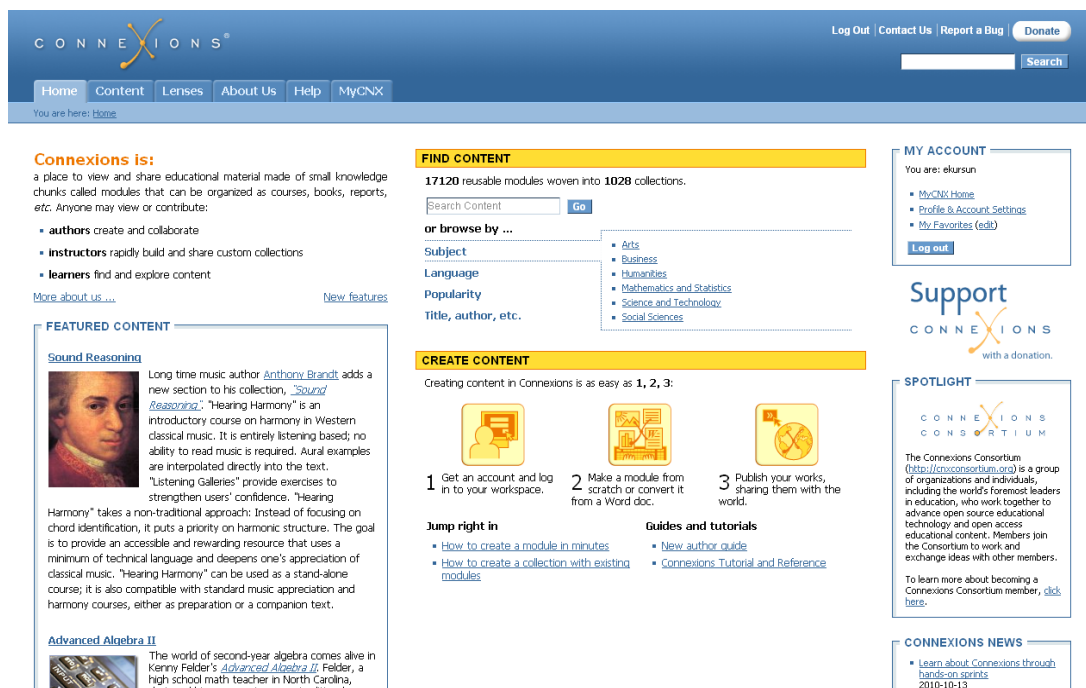 CONNEXIONS®
Log Out Contact Us Report a Bug Donate
Search
Home Content Lenses About Us Help MyCNX
You are here: Home
Connexions is:
a place to view and share educational material made of small knowledge
chunks called modules that can be organized as courses, books, reports,
etc. Anyone may view or contribute:
authors create and collaborate
instructors rapidly build and share custom collections
learners find and explore content
More about us ... New features
FEATURED CONTENT
Sound Reasoning
Long time music author Anthony Brandt adds a
new section to his collection, "Sound
Reasoning". "Hearing Harmony" is an
introductory course on harmony in Western
classical music. It is entirely listening based; no
ability to read music is required. Aural examples
are interpolated directly into the text.
"Listening Galleries" provide exercises to
strengthen users' confidence. "Hearing
Harmony" takes a non-traditional approach: Instead of focusing on
chord identification, it puts a priority on harmonic structure. The goal
is to provide an accessible and rewarding resource that uses a
minimum of technical language and deepens one's appreciation of
classical music. "Hearing Harmony" can be used as a stand-alone
course; it is also compatible with standard music appreciation and
harmony courses, either as preparation or a companion text.
Advanced Algebra II
The world of second-year algebra comes alive in
Kenny Felder's Advanced Algebra II. Felder, a
high school math teacher in North Carolina,
FIND CONTENT
17120 reusable modules woven into 1028 collections.
Search Content Go
or browse by ...
Subject
Language
Popularity
Title, author, etc.
Arts
Business
Humanities
Mathematics and Statistics
Science and Technology
Social Sciences
CREATE CONTENT
Creating content in Connexions is as easy as 1, 2, 3:
1 Get an account and log
in to your workspace.
2 Make a module from
scratch or convert it
from a Word doc.
3 Publish your works,
sharing them with the
world.
Jump right in
How to create a module in minutes
How to create a collection with existing
modules
Guides and tutorials
New author guide
Connexions Tutorial and Reference
MY ACCOUNT
You are: ekursun
MyCNX Home
Profile & Account Settings
My Favorites (edit)
Log out
Support
CONNEXIONS
with a donation.
SPOTLIGHT
CONNEXIONS
CONSORTIUM
The Connexions Consortium
(http://cnxconsortium.org) is a group
of organizations and individuals,
including the world's foremost leaders
in education, who work together to
advance open source educational
technology and open access
educational content. Members join
the Consortium to work and
exchange ideas with other members.
To learn more about becoming a
Connexions Consortium member, click
here.
CONNEXIONS NEWS
Learn about Connexions through
hands-on sprints
2010-10-13